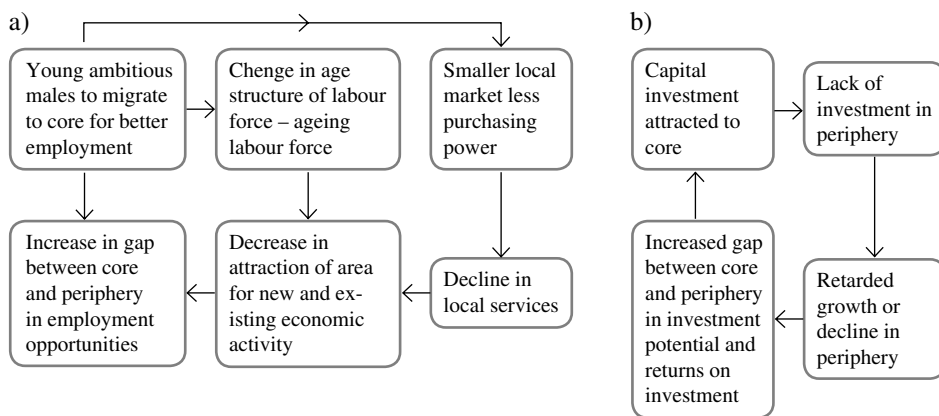 a)
Young ambitious
males to migrate
to core for better
employment
Chenge in age
structure of labour
force – ageing
labour force
Smaller local
market less
purchasing
power
Increase in gap
between core
and periphery
in employment
opportunities
Decrease in
attraction of area
for new and ex-
isting economic
activity
Decline in
local services
b)
Capital
investment
attracted to
core
Lack of
investment in
periphery
Increased gap
between core
and periphery
in investment
potential and
returns on
investment
Retarded
growth or
decline in
periphery